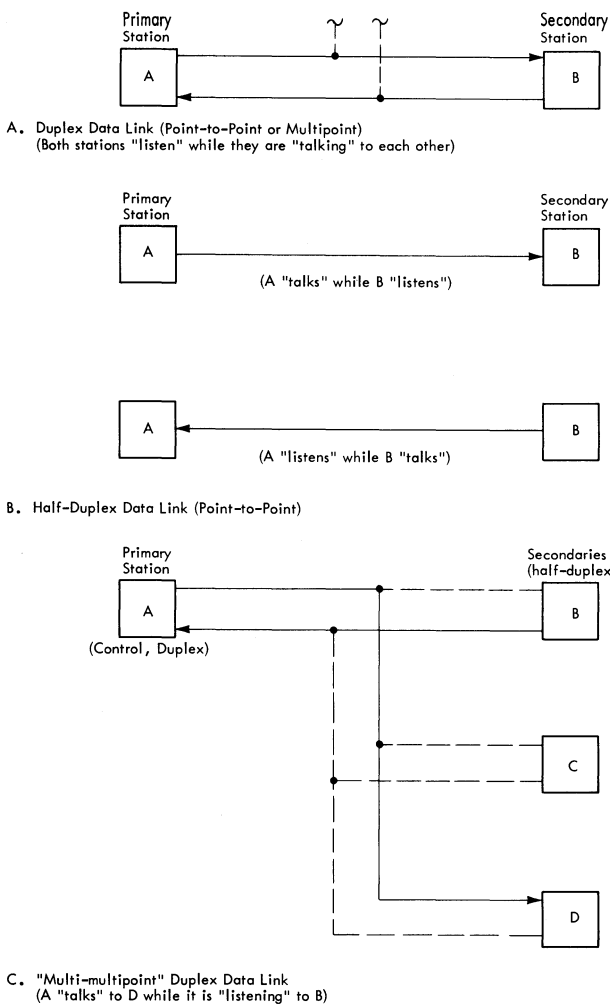 Primary
Station
Secondary
Station
A
B
A. Duplex Data Link (Point-to-Point or Multipoint)
(Both stations "listen" while they are "talking" to each other)
Primary
Station
Secondary
Station
A
B
(A "talks" while B "listens")
A
B
(A "listens" while B "talks")
B. Half-Duplex Data Link (Point-to-Point)
Primary
Station
Secondaries
(half-duplex
A
B
(Control, Duplex)
C
D
C. "Multi-multipoint" Duplex Data Link
(A "talks" to D while it is "listening" to B)